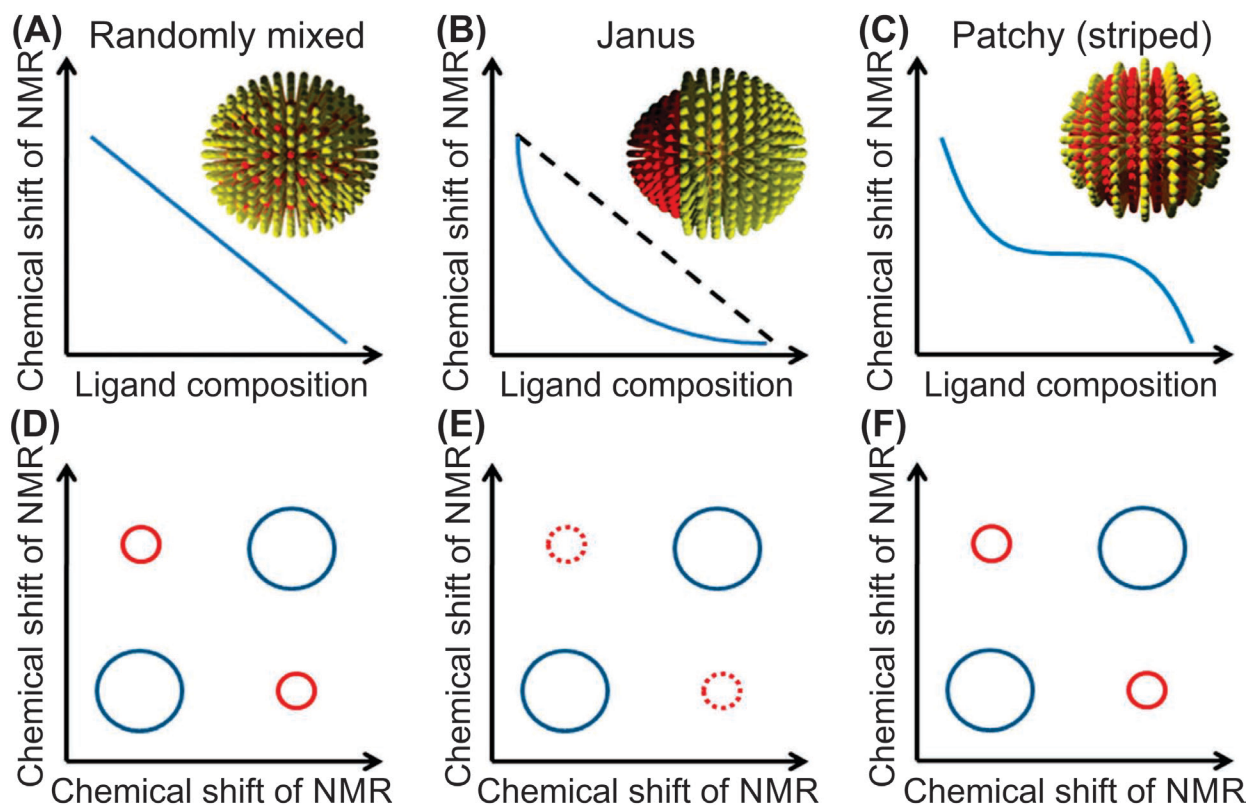 (A) Randomly mixed
Chemical shift of NMR
Ligand composition
(B) Janus
Chemical shift of NMR
Ligand composition
(C) Patchy (striped)
Chemical shift of NMR
Ligand composition
(D)
Chemical shift of NMR
Chemical shift of NMR
(E)
Chemical shift of NMR
Chemical shift of NMR
(F)
Chemical shift of NMR
Chemical shift of NMR